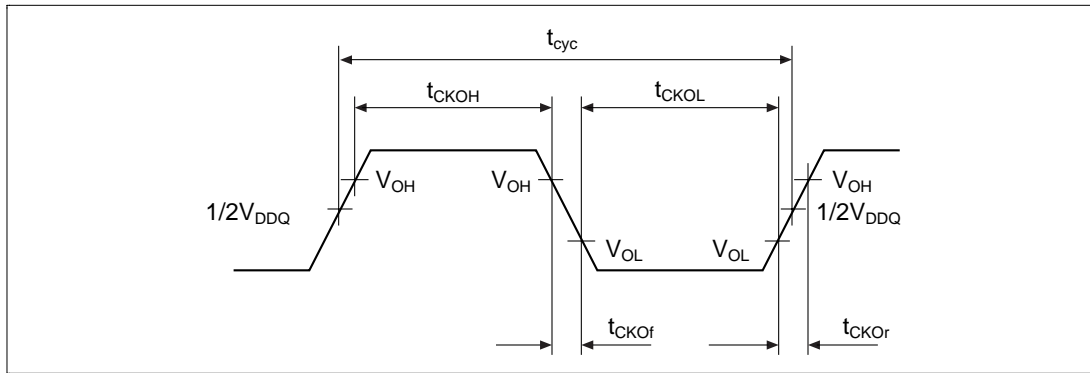 tcyc
tCKOH tCKOL
VOH VOH VOH
1/2VDDQ 1/2VDDQ
VOL VOL
tCKOf tCKOr